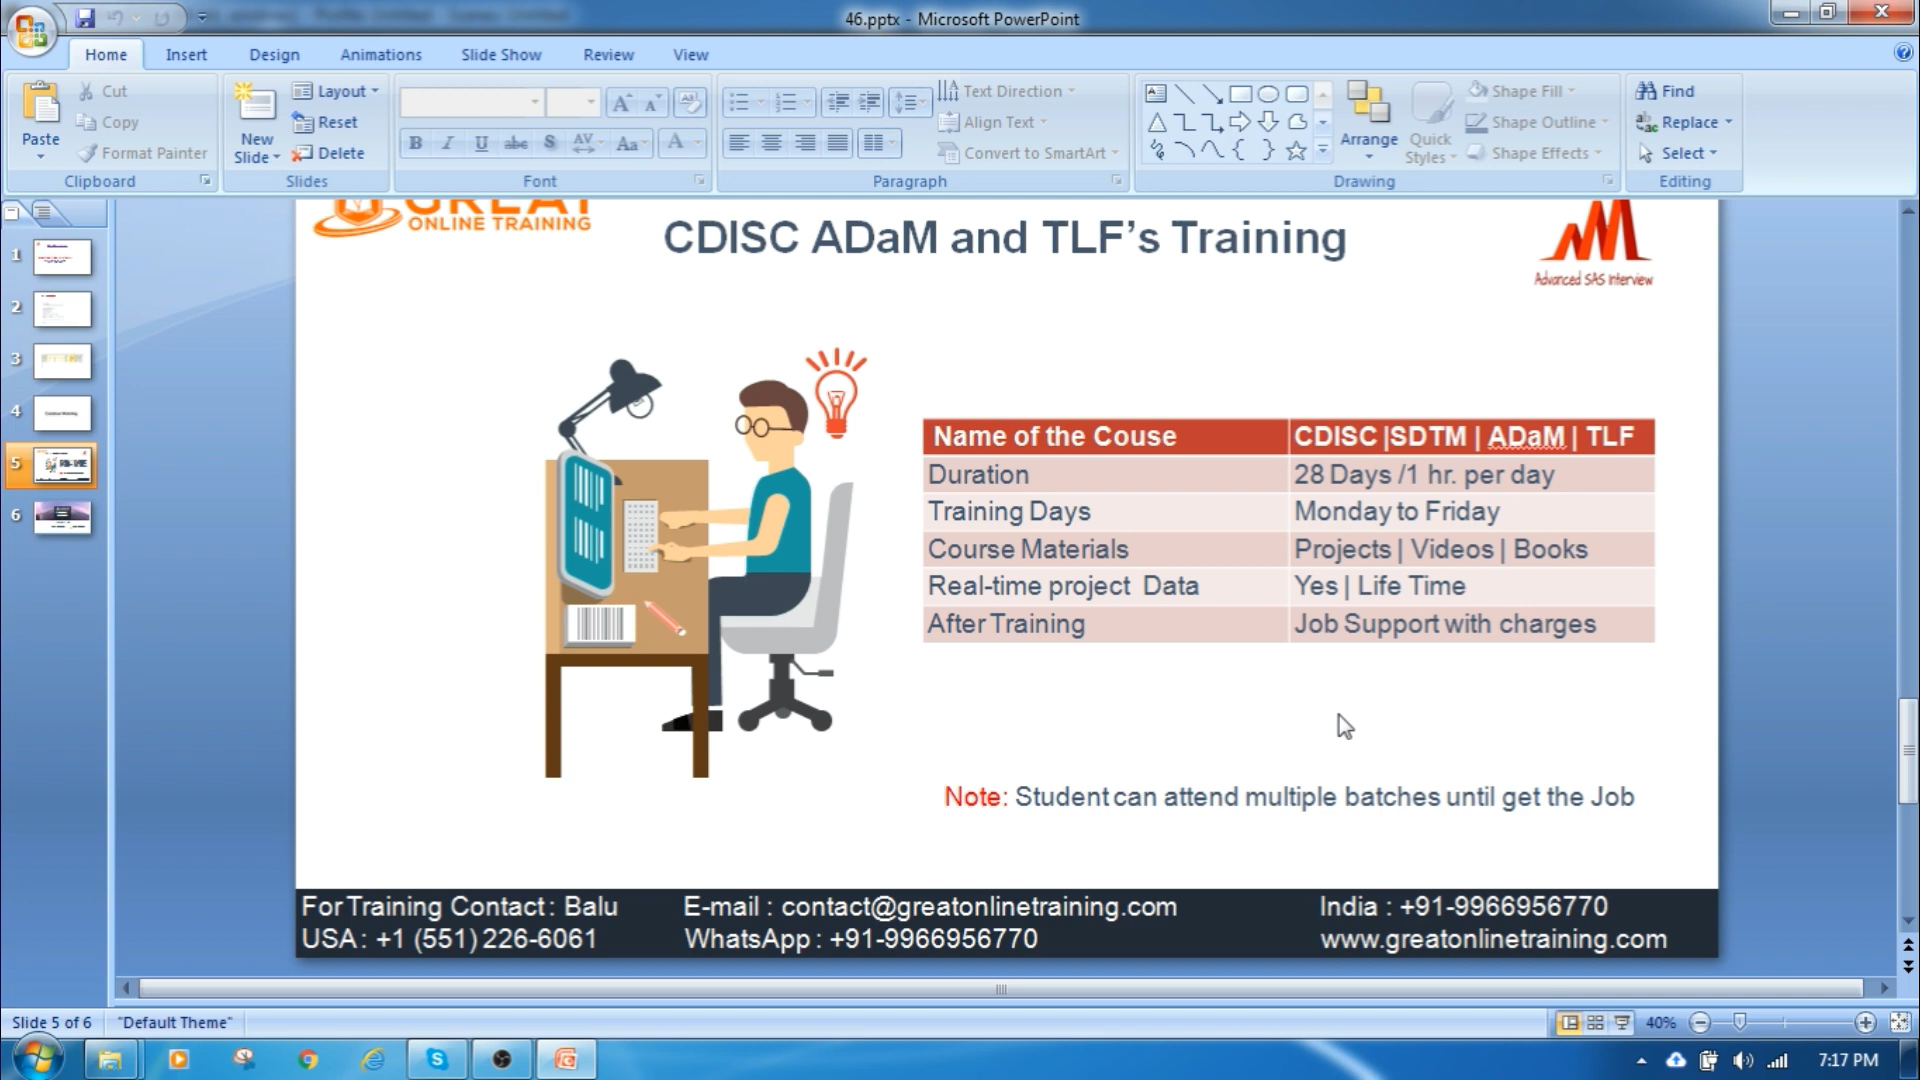 46.pptx - Microsoft PowerPoint
Home Insert Design Animations Slide Show Review View
Paste
Cut
Copy
Format Painter
Clipboard
New
Slide
Layout
Reset
Delete
Slides
Font
Text Direction
Align Text
Convert to SmartArt
Paragraph
Arrange
Quick
Styles
Shape Fill
Shape Outline
Shape Effects
Drawing
Find
Replace
Select
Editing
1
2
3
4
5
6
GREAT
ONLINE TRAINING
CDISC ADaM and TLF’s Training
Advanced SAS Interview
Name of the Couse CDISC |SDTM | ADaM | TLF
Duration 28 Days /1 hr. per day
Training Days Monday to Friday
Course Materials Projects | Videos | Books
Real-time project Data Yes | Life Time
After Training Job Support with charges
Note: Student can attend multiple batches until get the Job
For Training Contact : Balu E-mail : contact@greatonlinetraining.com India : +91-9966956770
USA : +1 (551) 226-6061 WhatsApp : +91-9966956770 www.greatonlinetraining.com
Slide 5 of 6 "Default Theme" 40%
7:17 PM